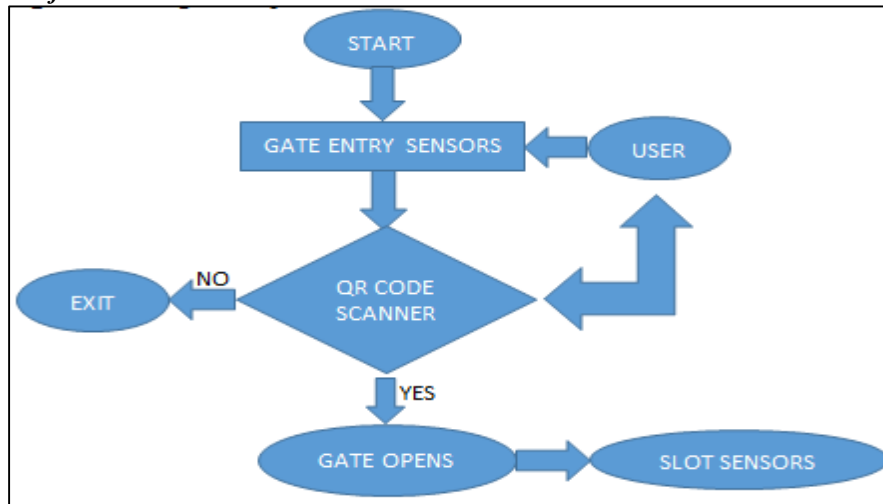 START
GATE ENTRY SENSORS
USER
NO
EXIT
QR CODE
SCANNER
YES
GATE OPENS
SLOT SENSORS